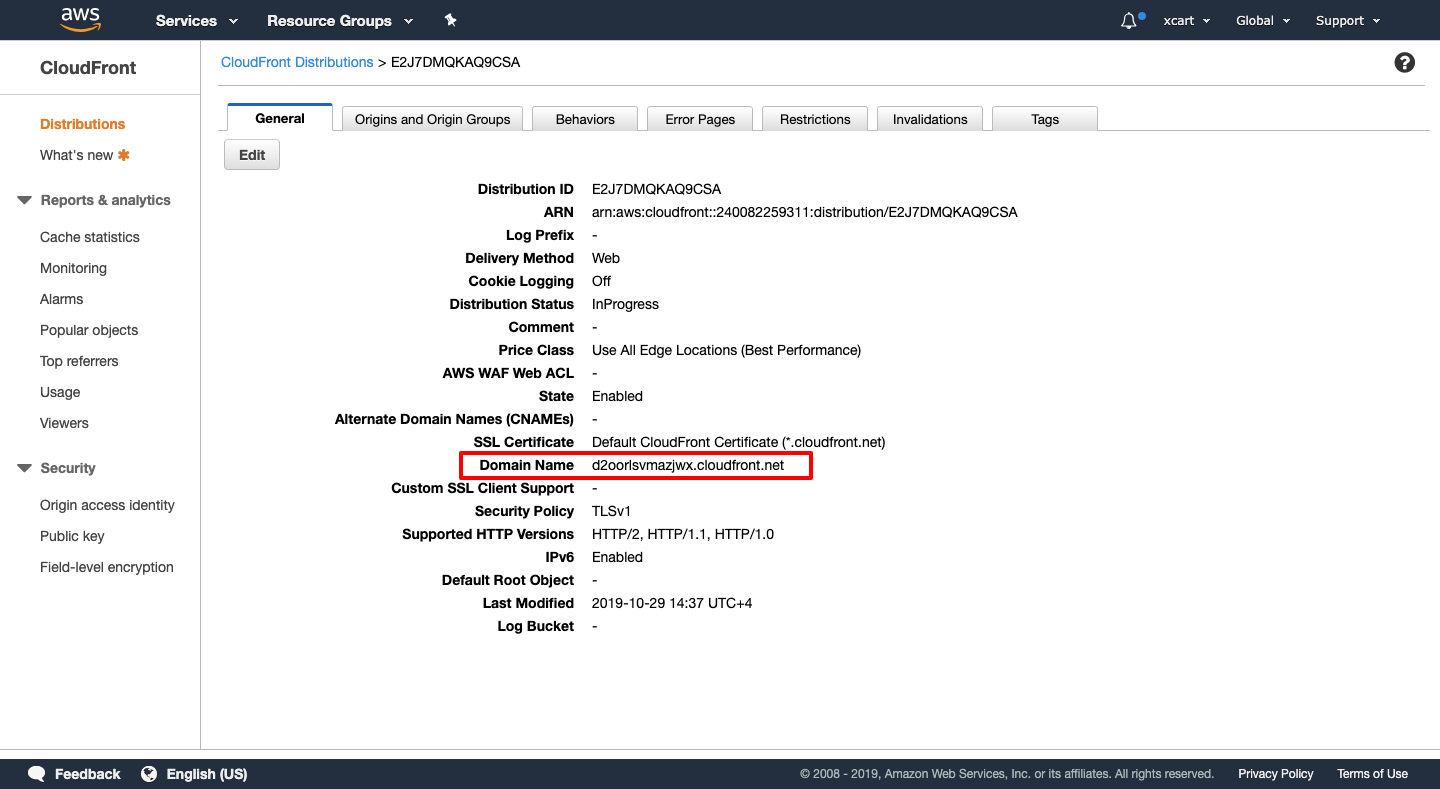 aws Services Resource Groups xcart Global Support
CloudFront
Distributions
What's new
Reports & analytics
Cache statistics
Monitoring
Alarms
Popular objects
Top referrers
Usage
Viewers
Security
Origin access identity
Public key
Field-level encryption
CloudFront Distributions > E2J7DMQKAQ9CSA
?
General Origins and Origin Groups Behaviors Error Pages Restrictions Invalidations Tags
Edit
Distribution ID E2J7DMQKAQ9CSA
ARN arn:aws:cloudfront::240082259311:distribution/E2J7DMQKAQ9CSA
Log Prefix -
Delivery Method Web
Cookie Logging Off
Distribution Status InProgress
Comment -
Price Class Use All Edge Locations (Best Performance)
AWS WAF Web ACL -
State Enabled
Alternate Domain Names (CNAMEs) -
SSL Certificate Default CloudFront Certificate (*.cloudfront.net)
Domain Name d2oorlsvmazjwx.cloudfront.net
Custom SSL Client Support -
Security Policy TLSv1
Supported HTTP Versions HTTP/2, HTTP/1.1, HTTP/1.0
IPv6 Enabled
Default Root Object -
Last Modified 2019-10-29 14:37 UTC+4
Log Bucket -
Feedback English (US) © 2008 - 2019, Amazon Web Services, Inc. or its affiliates. All rights reserved. Privacy Policy Terms of Use